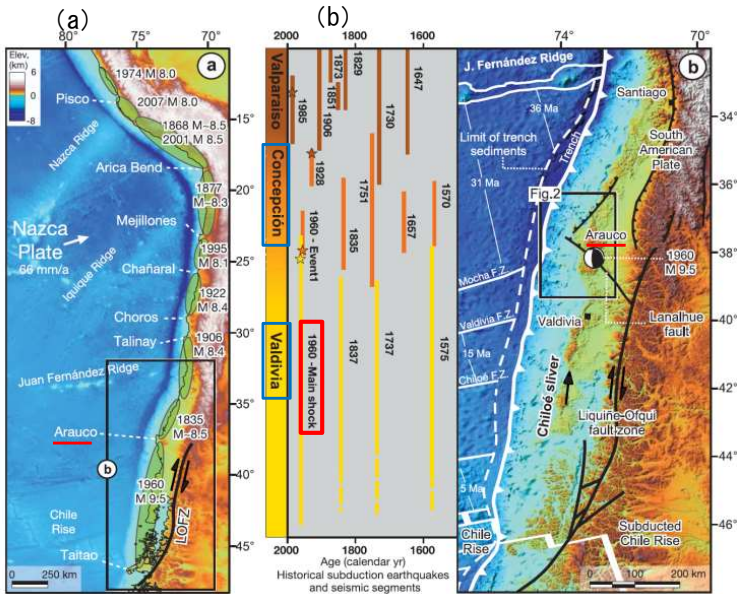 (a)
(b)
80°
75°
70°
Elev.
(km)
6
0
-8
a
1974 M 8.0
Pisco
2007 M 8.0
15°
Nazca Ridge
1868 M~8.5
2001 M 8.5
Arica Bend
1877
M~8.3
20°
Mejillones
Nazca
Plate
66 mm/a
1995
M 8.1
Iquique Ridge
Chañaral
25°
1922
M 8.4
Choros
Talinay
1906
M 8.4
30°
Juan Fernández Ridge
1835
M~8.5
35°
Arauco
b
1960
M 9.5
40°
Chile
Rise
LOFZ
Taitao
45°
0 250 km
2000
1900
1800
1700
1600
Valparaiso
Concepción
Valdivia
1985
1906
1873
1851
1829
1730
1647
1928
1751
1570
1657
1960 - Event1
1835
1960 -Main shock
1837
1737
1575
2000
1900
1800
1700
1600
Age (calendar yr)
Historical subduction earthquakes
and seismic segments
76°
74°
72°
70°
b
J. Fernández Ridge
Santiago
36 Ma
34°
Limit of trench
sediments
Trench
South
American
Plate
31 Ma
36°
Fig.2
Arauco
1960
M 9.5
Mocha F.Z.
38°
Valdivia F.Z.
Valdivia
Lanalhue
fault
40°
15 Ma
Chiloé F.Z.
Chiloé sliver
42°
Liquiñe-Ofqui
fault zone
44°
5 Ma
Chile
Rise
Subducted
Chile Rise
46°
0 100 200 km